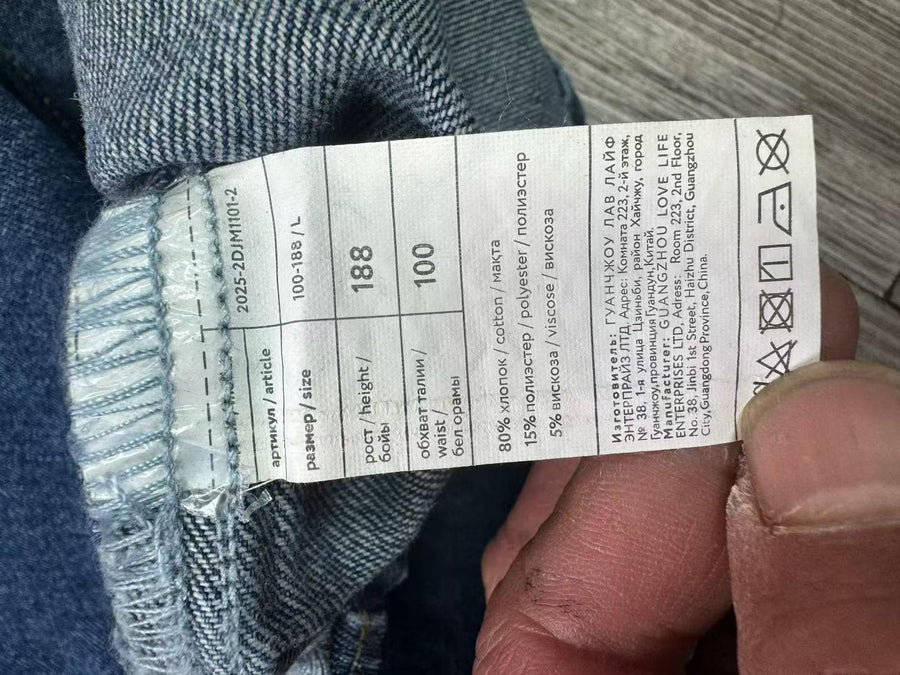 артикул / article 2025-2DJM1101-2
размер / size 100-188 / L
рост / height/ 188
бойы
обхват талии / 100
waist /
бел орамы
80% хлопок / cotton / мақта
15% полиэстер / polyester / полиэстер
5% вискоза / viscose / вискоза
Изготовитель: ГУАНЧЖОУ ЛАВ ЛАЙФ
ЭНТЕРПРАЙЗ ЛТД, Адрес: Комната 223, 2-й этаж,
№ 38, 1-я улица Цзиньби, район Хайчжу, город
Гуанчжоу,провинция Гуандун,Китай.
Manufacturer: GUANGZHOU LOVE LIFE
ENTERPRISES LTD, Adress: Room 223, 2nd Floor,
No. 38, Jinbi 1st Street, Haizhu District, Guangzhou
City,Guangdong Province, China.